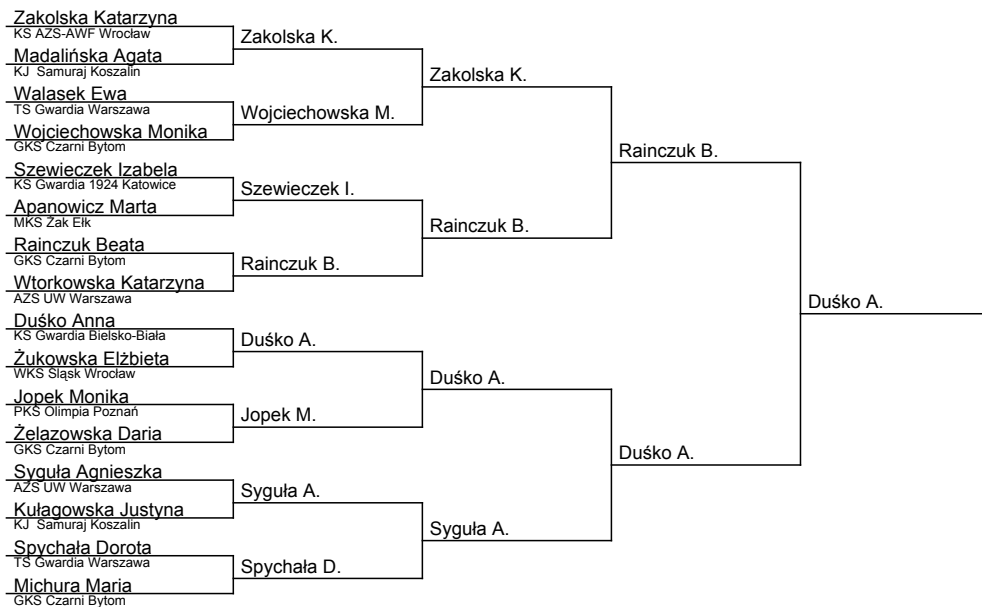 Zakolska Katarzyna
KS AZS-AWF Wrocław
Madalińska Agata
KJ Samuraj Koszalin
Walasek Ewa
TS Gwardia Warszawa
Wojciechowska Monika
GKS Czarni Bytom
Szewieczek Izabela
KS Gwardia 1924 Katowice
Apanowicz Marta
MKS Żak Ełk
Rainczuk Beata
GKS Czarni Bytom
Wtorkowska Katarzyna
AZS UW Warszawa
Duśko Anna
KS Gwardia Bielsko-Biała
Żukowska Elżbieta
WKS Śląsk Wrocław
Jopek Monika
PKS Olimpia Poznań
Żelazowska Daria
GKS Czarni Bytom
Syguła Agnieszka
AZS UW Warszawa
Kułagowska Justyna
KJ Samuraj Koszalin
Spychała Dorota
TS Gwardia Warszawa
Michura Maria
GKS Czarni Bytom
Zakolska K.
Wojciechowska M.
Szewieczek I.
Rainczuk B.
Duśko A.
Jopek M.
Syguła A.
Spychała D.
Zakolska K.
Rainczuk B.
Duśko A.
Syguła A.
Rainczuk B.
Duśko A.
Duśko A.